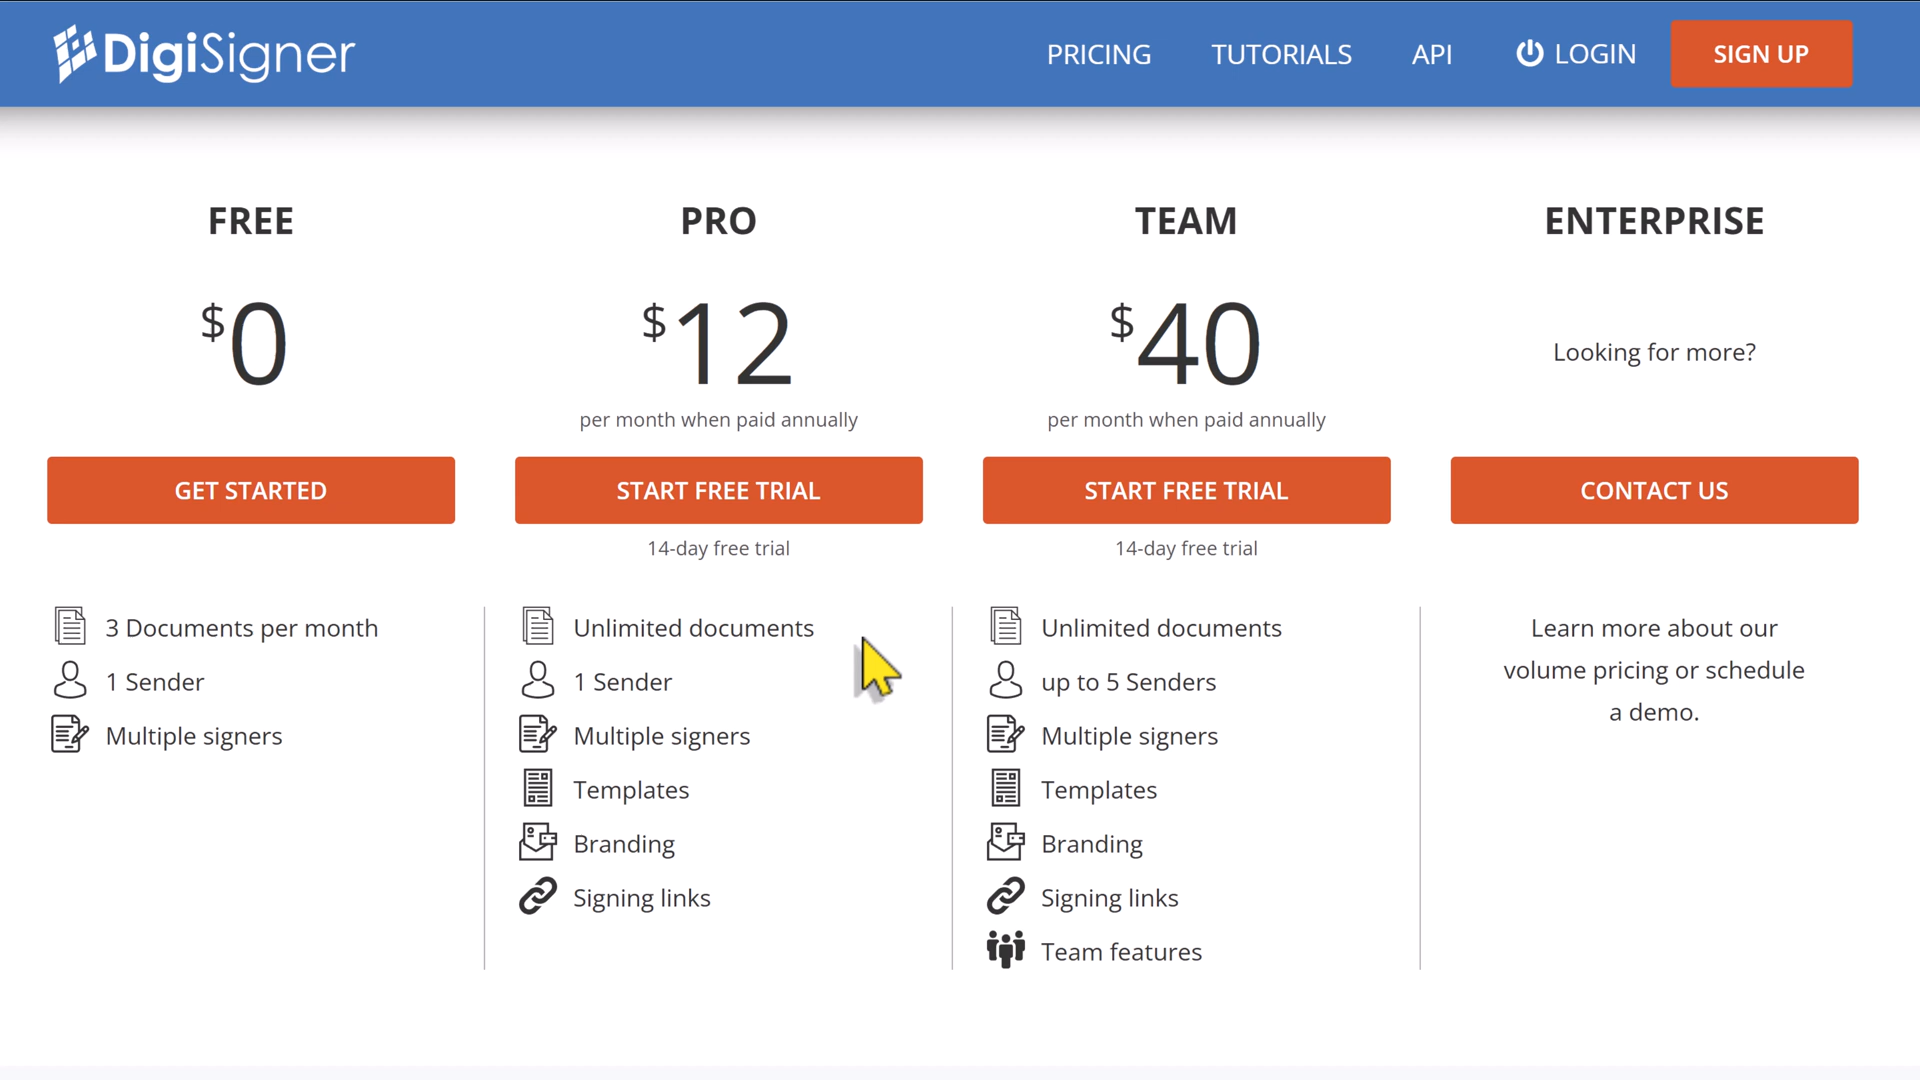 DigiSigner
PRICING
TUTORIALS
API
LOGIN
SIGN UP
FREE
$0
GET STARTED
3 Documents per month
1 Sender
Multiple signers
PRO
$12
per month when paid annually
START FREE TRIAL
14-day free trial
Unlimited documents
1 Sender
Multiple signers
Templates
Branding
Signing links
TEAM
$40
per month when paid annually
START FREE TRIAL
14-day free trial
Unlimited documents
up to 5 Senders
Multiple signers
Templates
Branding
Signing links
Team features
ENTERPRISE
Looking for more?
CONTACT US
Learn more about our
volume pricing or schedule
a demo.